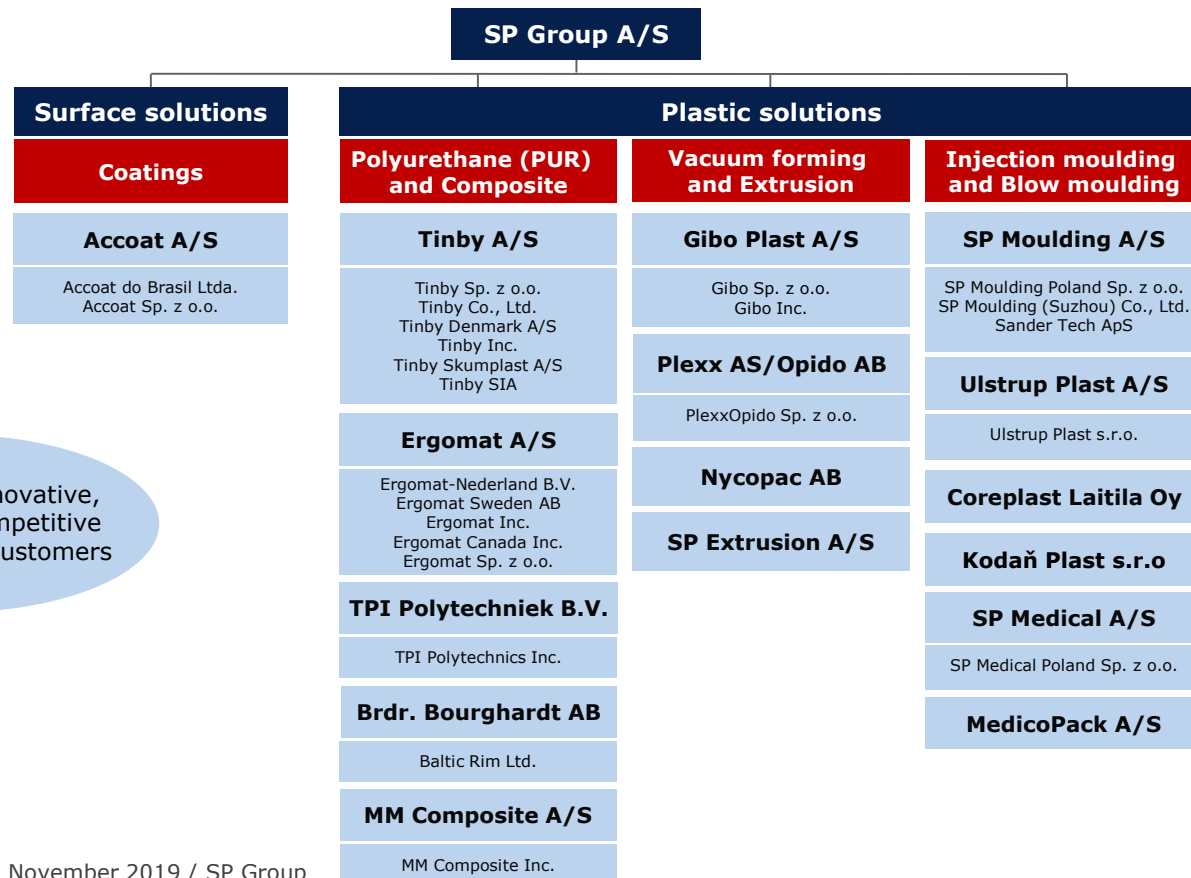 SP Group A/S
Surface solutions
Coatings
Accoat A/S
Accoat do Brasil Ltda.
Accoat Sp. z o.o.
Plastic solutions
Polyurethane (PUR)
and Composite
Tinby A/S
Tinby Sp. z o.o.
Tinby Co., Ltd.
Tinby Denmark A/S
Tinby Inc.
Tinby Skumplast A/S
Tinby SIA
Ergomat A/S
Ergomat-Nederland B.V.
Ergomat Sweden AB
Ergomat Inc.
Ergomat Canada Inc.
Ergomat Sp. z o.o.
TPI Polytechniek B.V.
TPI Polytechnics Inc.
Brdr. Bourghardt AB
Baltic Rim Ltd.
MM Composite A/S
MM Composite Inc.
Vacuum forming
and Extrusion
Gibo Plast A/S
Gibo Sp. z o.o.
Gibo Inc.
Plexx AS/Opido AB
PlexxOpido Sp. z o.o.
Nycopac AB
SP Extrusion A/S
Injection moulding
and Blow moulding
SP Moulding A/S
SP Moulding Poland Sp. z o.o.
SP Moulding (Suzhou) Co., Ltd.
Sander Tech ApS
Ulstrup Plast A/S
Ulstrup Plast s.r.o.
Coreplast Laitila Oy
Kodaň Plast s.r.o
SP Medical A/S
SP Medical Poland Sp. z o.o.
MedicoPack A/S
novative,
mpetitive
ustomers
November 2019 / SP Group